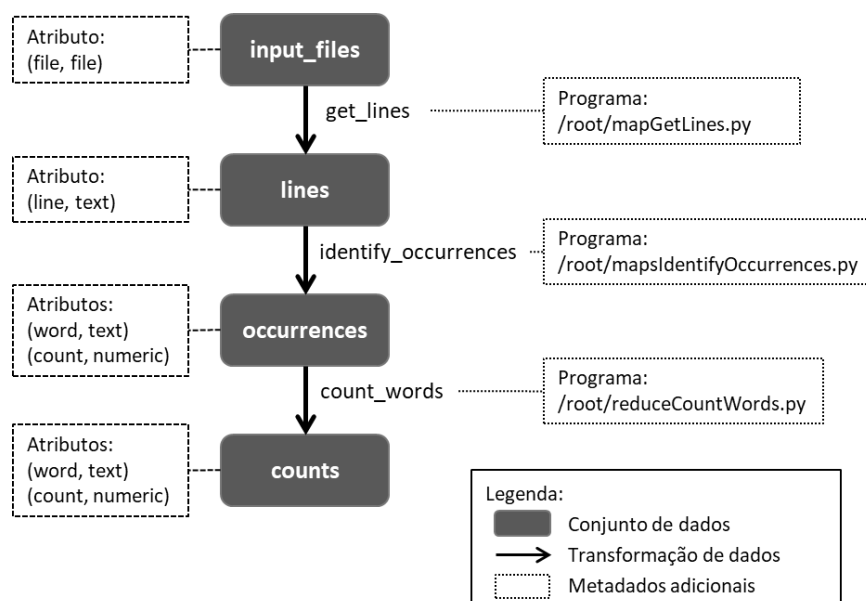 Atributo:
(file, file)
input_files
get_lines
Programa:
/root/mapGetLines.py
Atributo:
(line, text)
lines
identify_occurrences
Programa:
/root/mapsIdentifyOccurrences.py
Atributos:
(word, text)
(count, numeric)
occurrences
count_words
Programa:
/root/reduceCountWords.py
Atributos:
(word, text)
(count, numeric)
counts
Legenda:
Conjunto de dados
Transformação de dados
Metadados adicionais